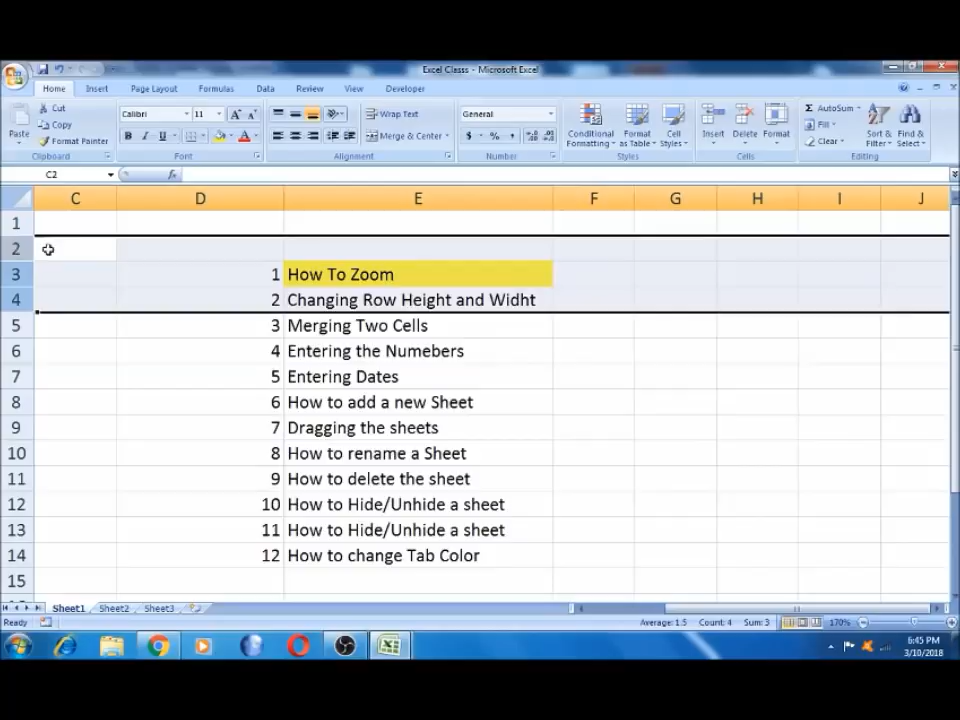 Excel Classs - Microsoft Excel
Home Insert Page Layout Formulas Data Review View Developer
Cut
Copy
Format Painter
Paste
Clipboard
Calibri 11
Font
Wrap Text
Merge & Center
Alignment
General
Number
Conditional Formatting
Format as Table
Cell Styles
Styles
Insert Delete Format
Cells
AutoSum
Fill
Clear
Sort & Filter
Find & Select
Editing
C2 fx
C D E F G H I J
1
2
3 1 How To Zoom
4 2 Changing Row Height and Widht
5 3 Merging Two Cells
6 4 Entering the Numebers
7 5 Entering Dates
8 6 How to add a new Sheet
9 7 Dragging the sheets
10 8 How to rename a Sheet
11 9 How to delete the sheet
12 10 How to Hide/Unhide a sheet
13 11 How to Hide/Unhide a sheet
14 12 How to change Tab Color
15
Sheet1 Sheet2 Sheet3
Ready Average: 1.5 Count: 4 Sum: 3 170%
6:45 PM
3/10/2018